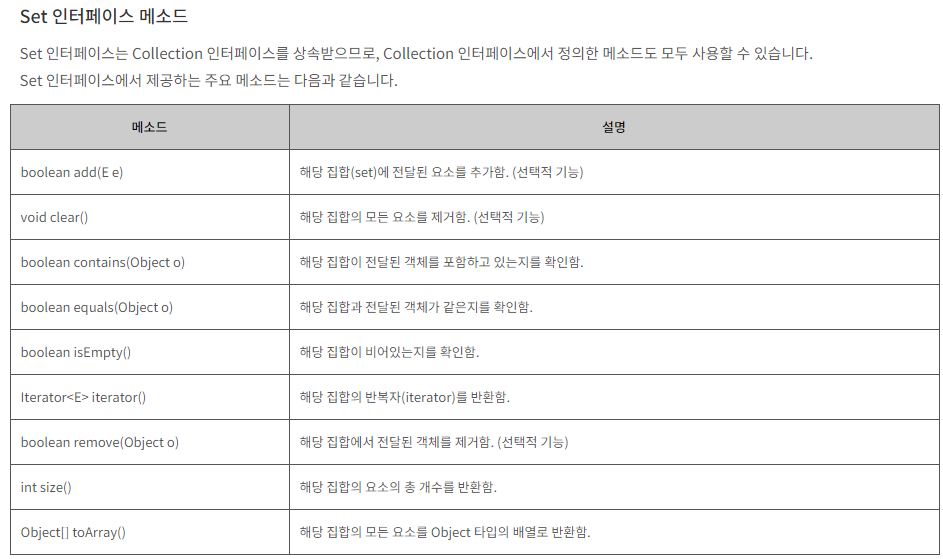 Set 인터페이스 메소드
Set 인터페이스는 Collection 인터페이스를 상속받으므로, Collection 인터페이스에서 정의한 메소드도 모두 사용할 수 있습니다.
Set 인터페이스에서 제공하는 주요 메소드는 다음과 같습니다.
메소드 설명
boolean add(E e) 해당 집합(set)에 전달된 요소를 추가함. (선택적 기능)
void clear() 해당 집합의 모든 요소를 제거함. (선택적 기능)
boolean contains(Object o) 해당 집합이 전달된 객체를 포함하고 있는지를 확인함.
boolean equals(Object o) 해당 집합과 전달된 객체가 같은지를 확인함.
boolean isEmpty() 해당 집합이 비어있는지를 확인함.
Iterator<E> iterator() 해당 집합의 반복자(iterator)를 반환함.
boolean remove(Object o) 해당 집합에서 전달된 객체를 제거함. (선택적 기능)
int size() 해당 집합의 요소의 총 개수를 반환함.
Object[] toArray() 해당 집합의 모든 요소를 Object 타입의 배열로 반환함.